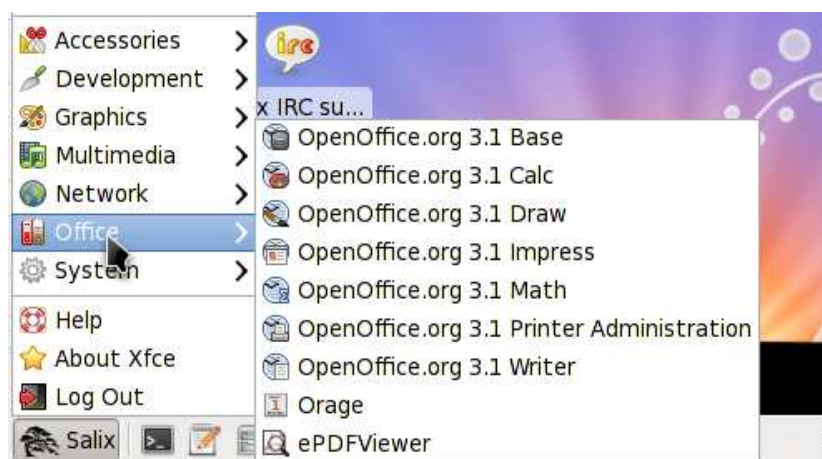 Accessories
Development
Graphics
Multimedia
Network
Office
System
Help
About Xfce
Log Out
Salix
irc
x IRC su...
OpenOffice.org 3.1 Base
OpenOffice.org 3.1 Calc
OpenOffice.org 3.1 Draw
OpenOffice.org 3.1 Impress
OpenOffice.org 3.1 Math
OpenOffice.org 3.1 Printer Administration
OpenOffice.org 3.1 Writer
Orage
ePDFViewer